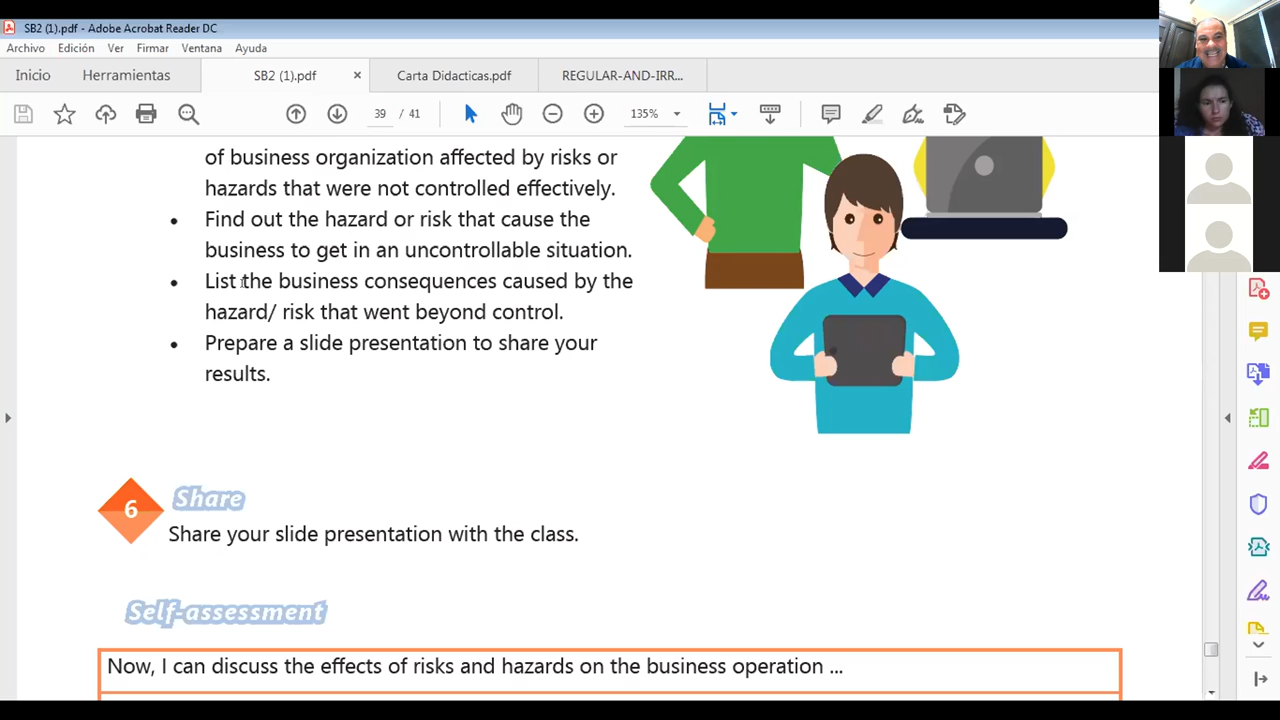 SB2 (1).pdf - Adobe Acrobat Reader DC
Archivo Edición Ver Firmar Ventana Ayuda
Inicio Herramientas SB2 (1).pdf × Carta Didacticas.pdf REGULAR-AND-IRR...
39 / 41 135%
of business organization affected by risks or
hazards that were not controlled effectively.
• Find out the hazard or risk that cause the
business to get in an uncontrollable situation.
• List the business consequences caused by the
hazard/ risk that went beyond control.
• Prepare a slide presentation to share your
results.
6 Share
Share your slide presentation with the class.
Self-assessment
Now, I can discuss the effects of risks and hazards on the business operation ...